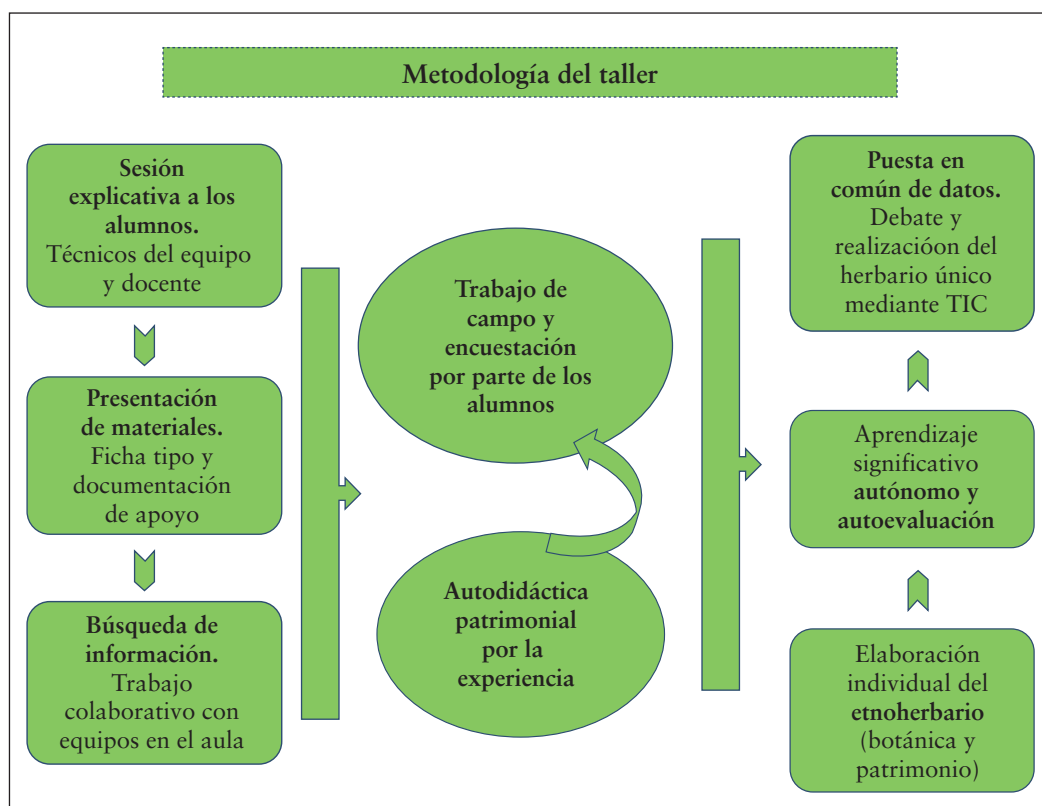 Metodología del taller
Sesión
explicativa a los
alumnos.
Técnicos del equipo
y docente
Presentación
de materiales.
Ficha tipo y
documentación
de apoyo
Búsqueda de
información.
Trabajo
colaborativo con
equipos en el aula
Trabajo de
campo y
encuestación
por parte de los
alumnos
Autodidáctica
patrimonial
por la
experiencia
Puesta en
común de datos.
Debate y
realizacióon del
herbario único
mediante TIC
Aprendizaje
significativo
autónomo y
autoevaluación
Elaboración
individual del
etnoherbario
(botánica y
patrimonio)